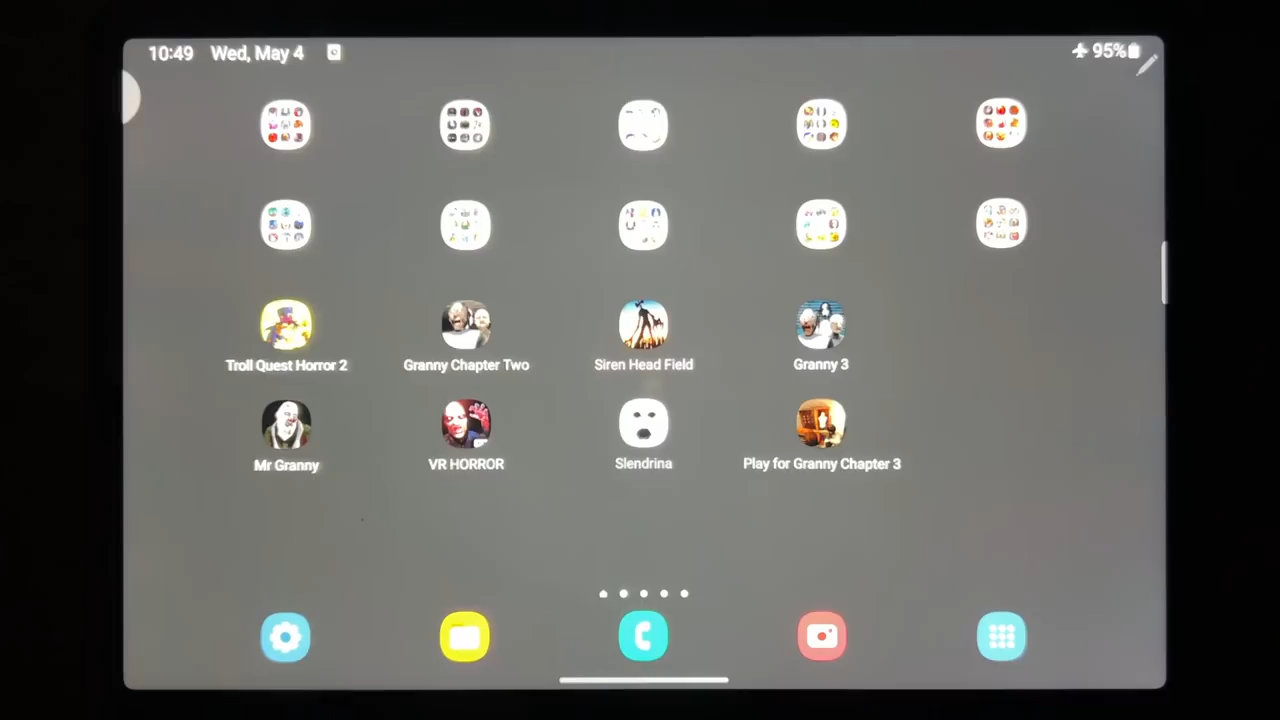 10:49 Wed, May 4 95%
Troll Quest Horror 2 Granny Chapter Two Siren Head Field Granny 3
Mr Granny VR HORROR Slendrina Play for Granny Chapter 3